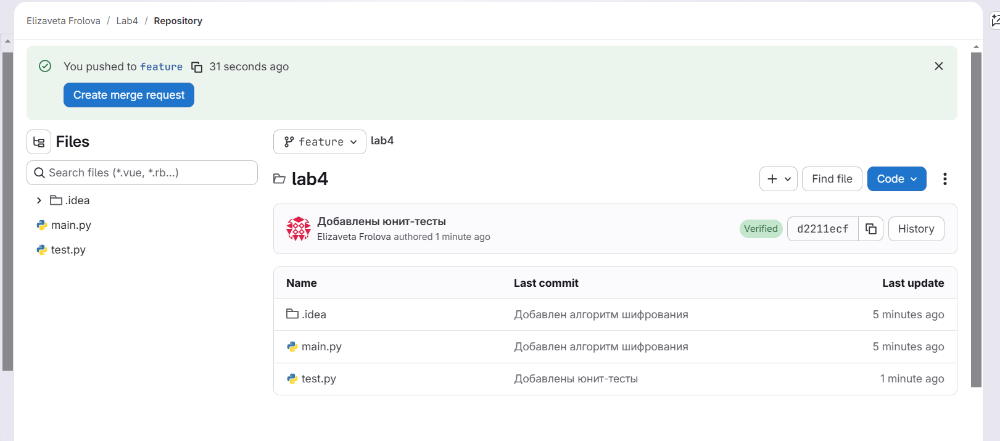 Elizaveta Frolova / Lab4 / Repository
You pushed to feature 31 seconds ago
Create merge request
Files
Search files (*.vue, *.rb...)
.idea
main.py
test.py
feature lab4
lab4
Find file
Code
Добавлены юнит-тесты
Elizaveta Frolova authored 1 minute ago
Verified
d2211ecf
History
Name Last commit Last update
.idea Добавлен алгоритм шифрования 5 minutes ago
main.py Добавлен алгоритм шифрования 5 minutes ago
test.py Добавлены юнит-тесты 1 minute ago